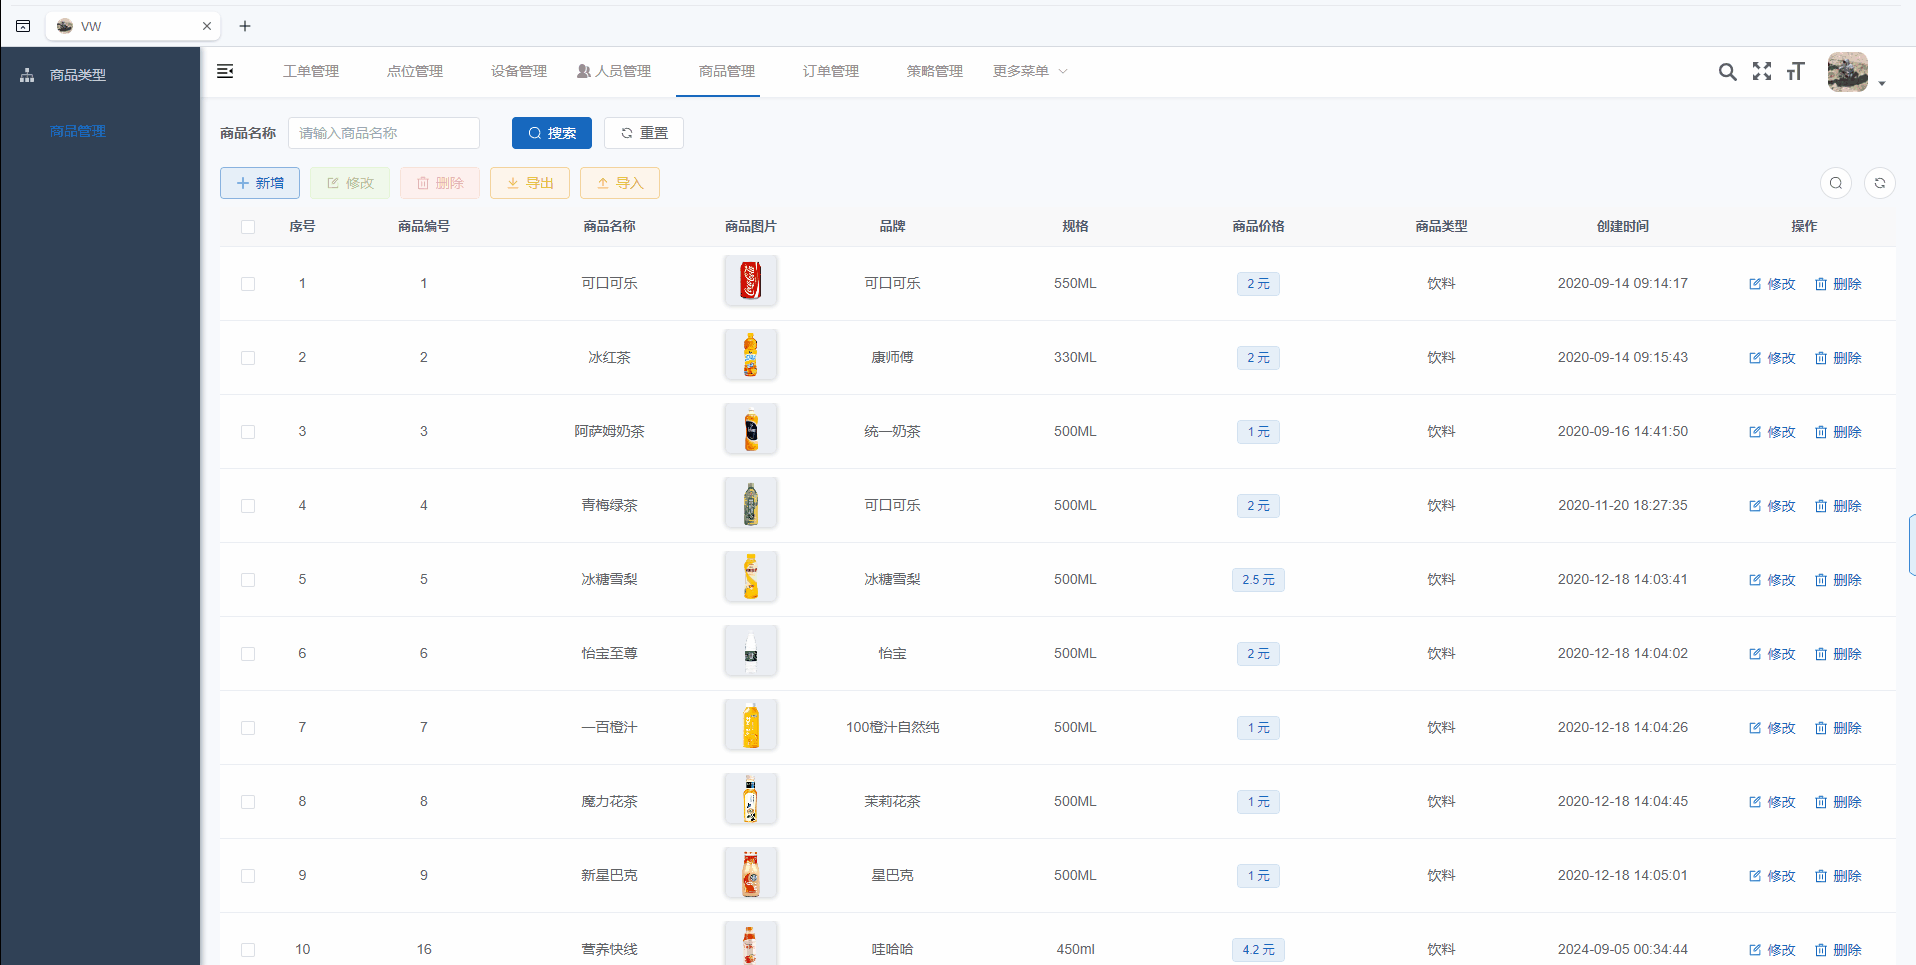 VW
商品类型
商品管理
工单管理 点位管理 设备管理 人员管理 商品管理 订单管理 策略管理 更多菜单
商品名称 请输入商品名称 搜索 重置
新增 修改 删除 导出 导入
序号 商品编号 商品名称 商品图片 品牌 规格 商品价格 商品类型 创建时间 操作
1 1 可口可乐 Coca-Cola 可口可乐 550ML 2 元 饮料 2020-09-14 09:14:17 修改 删除
2 2 冰红茶 康师傅 330ML 2 元 饮料 2020-09-14 09:15:43 修改 删除
3 3 阿萨姆奶茶 统一奶茶 500ML 1 元 饮料 2020-09-16 14:41:50 修改 删除
4 4 青梅绿茶 可口可乐 500ML 2 元 饮料 2020-11-20 18:27:35 修改 删除
5 5 冰糖雪梨 冰糖雪梨 500ML 2.5 元 饮料 2020-12-18 14:03:41 修改 删除
6 6 怡宝至尊 怡宝 500ML 2 元 饮料 2020-12-18 14:04:02 修改 删除
7 7 一百橙汁 100橙汁自然纯 500ML 1 元 饮料 2020-12-18 14:04:26 修改 删除
8 8 魔力花茶 茉莉花茶 500ML 1 元 饮料 2020-12-18 14:04:45 修改 删除
9 9 新星巴克 星巴克 500ML 1 元 饮料 2020-12-18 14:05:01 修改 删除
10 16 营养快线 哇哈哈 450ml 4.2 元 饮料 2024-09-05 00:34:44 修改 删除